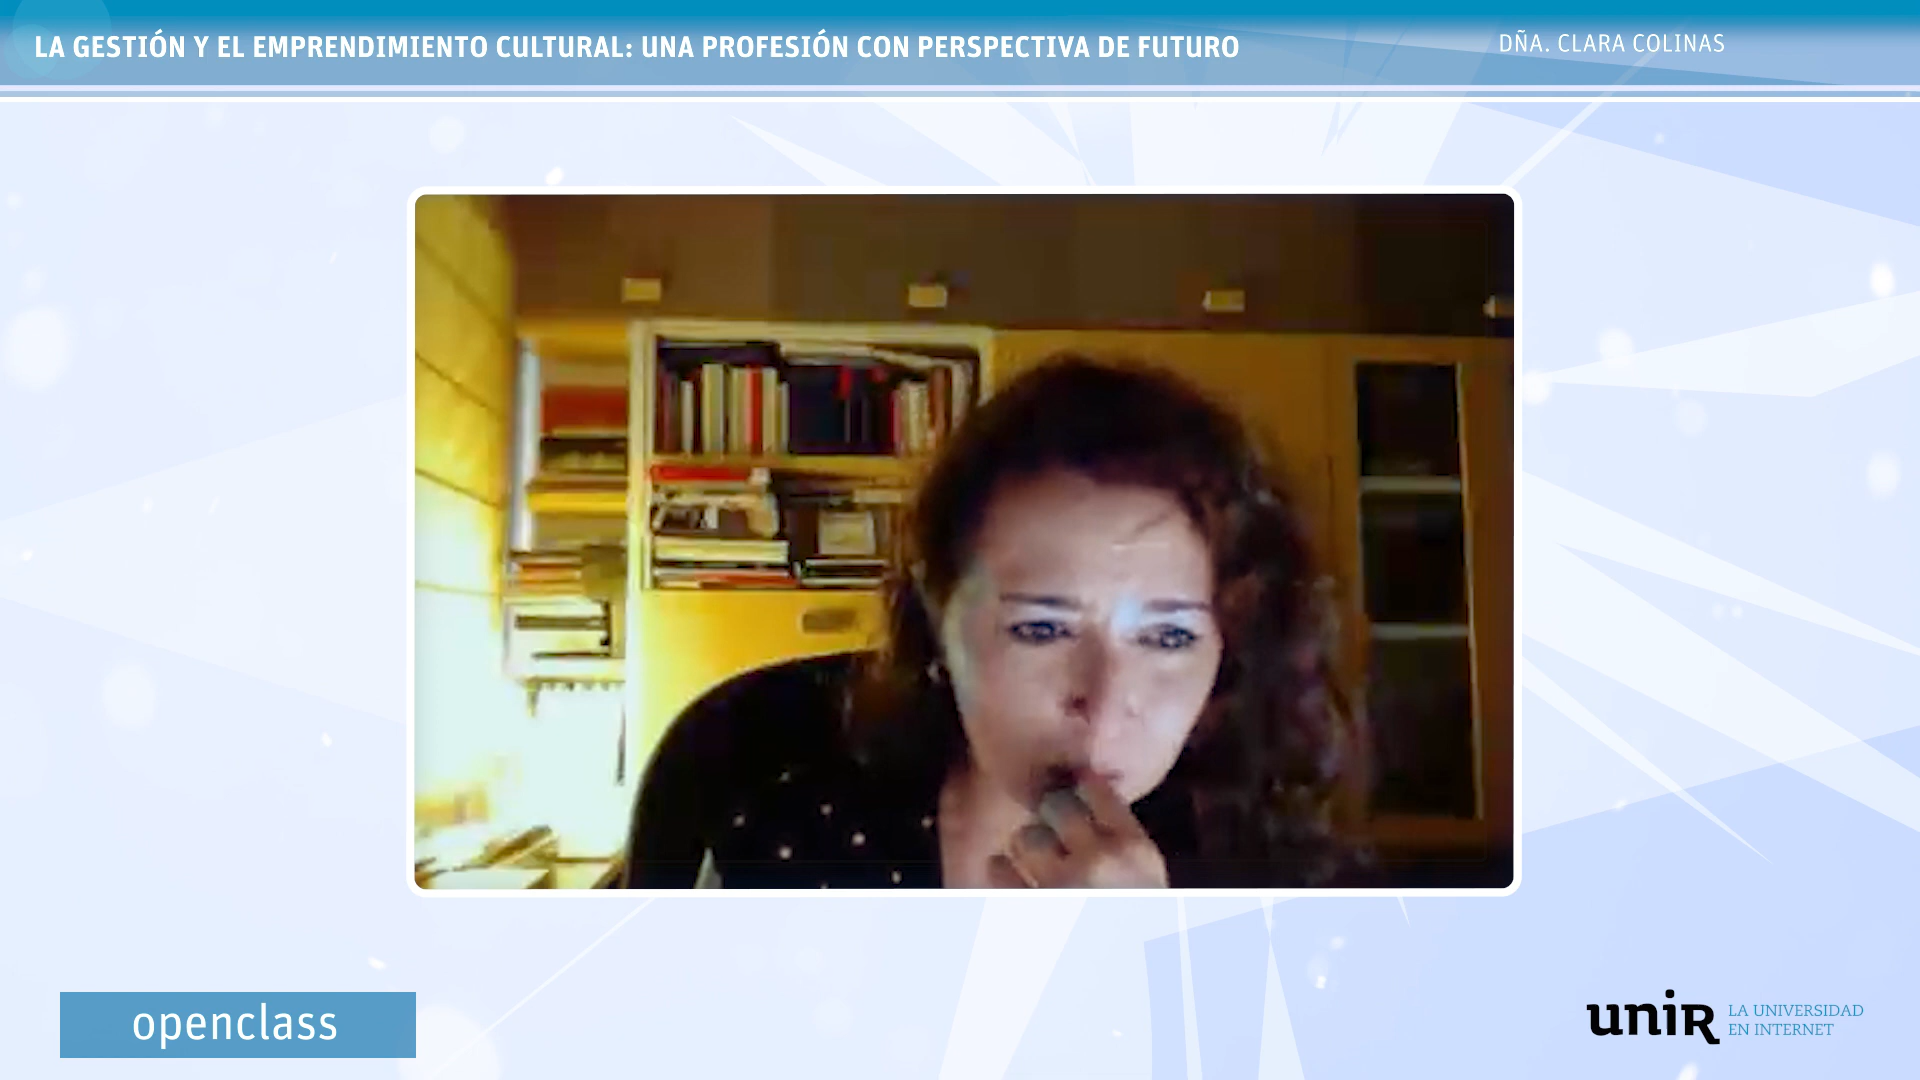 LA GESTIÓN Y EL EMPRENDIMIENTO CULTURAL: UNA PROFESIÓN CON PERSPECTIVA DE FUTURO
DÑA. CLARA COLINAS
openclass
unir
LA UNIVERSIDAD
EN INTERNET